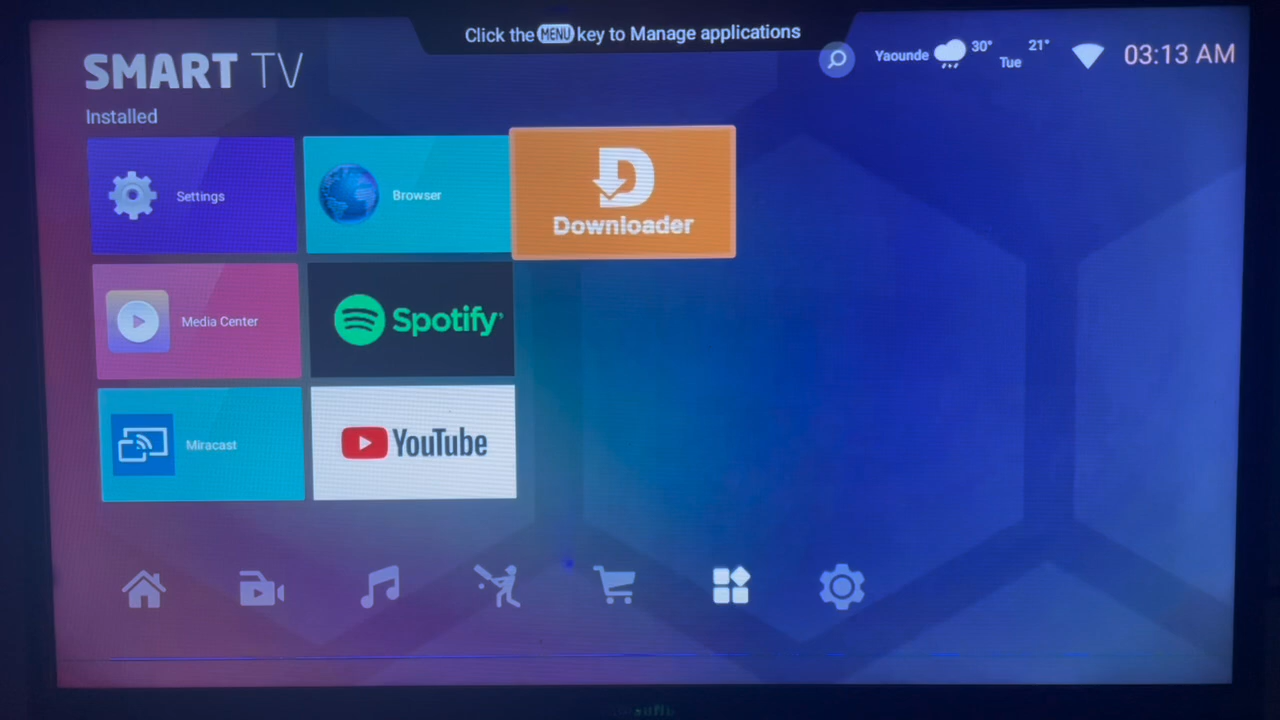 Click the MENU key to Manage applications
SMART TV
Yaounde 30° Tue 21° 03:13 AM
Installed
Settings
Browser
Downloader
Media Center
Spotify
Miracast
YouTube